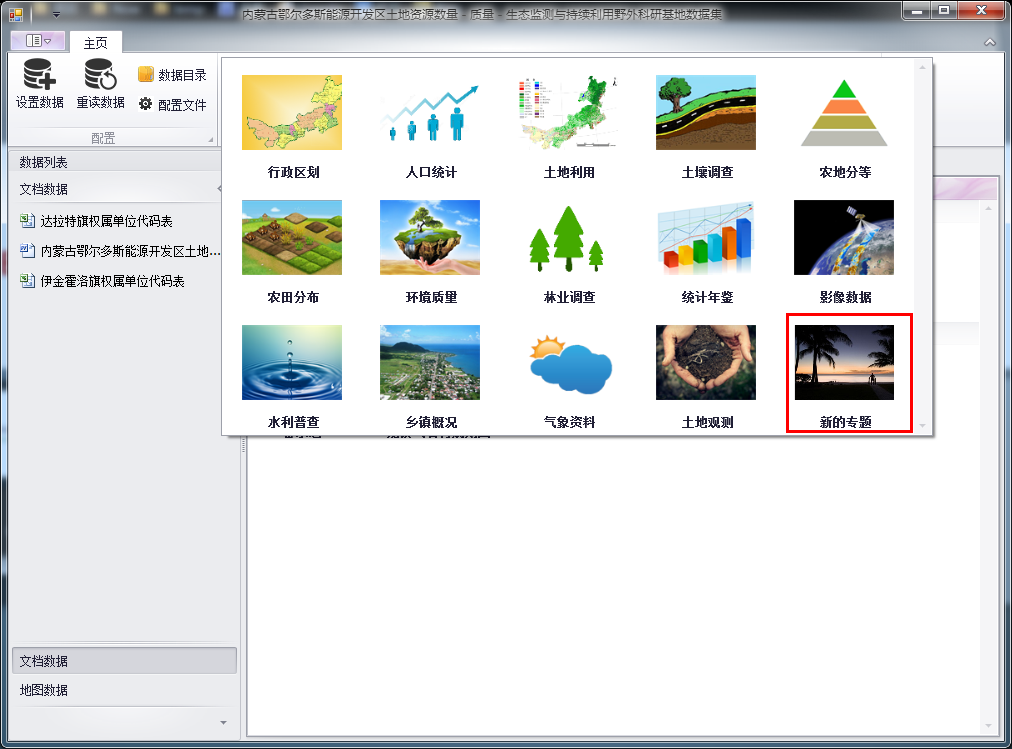 内蒙古鄂尔多斯能源开发区土地资源数量 - 质量 - 生态监测与持续利用野外科研基地数据集
主页
设置数据
重读数据
数据目录
配置文件
配置
数据列表
文档数据
达拉特旗权属单位代码表
内蒙古鄂尔多斯能源开发区土地...
伊金霍洛旗权属单位代码表
行政区划
人口统计
土地利用
土壤调查
农地分等
农田分布
环境质量
林业调查
统计年鉴
影像数据
水利普查
乡镇概况
气象资料
土地观测
新的专题
文档数据
地图数据